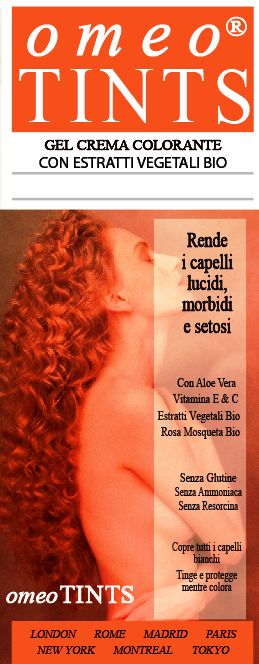 omeo®
TINTS
GEL CREMA COLORANTE
CON ESTRATTI VEGETALI BIO
Rende
i capelli
lucidi,
morbidi
e setosi
Con Aloe Vera
Vitamina E & C
Estratti Vegetali Bio
Rosa Mosqueta Bio
Senza Glutine
Senza Ammoniaca
Senza Resorcina
Copre tutti i capelli
bianchi
Tinge e protegge
mentre colora
omeoTINTS
LONDON ROME MADRID PARIS
NEW YORK MONTREAL TOKYO